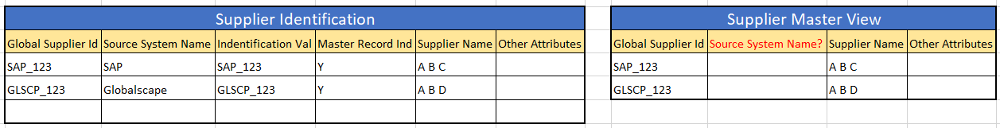 Supplier Identification
Global Supplier Id Source System Name Indentification Val Master Record Ind Supplier Name Other Attributes
SAP_123 SAP SAP_123 Y A B C
GLSCP_123 Globalscape GLSCP_123 Y A B D
Supplier Master View
Global Supplier Id Source System Name? Supplier Name Other Attributes
SAP_123 A B C
GLSCP_123 A B D